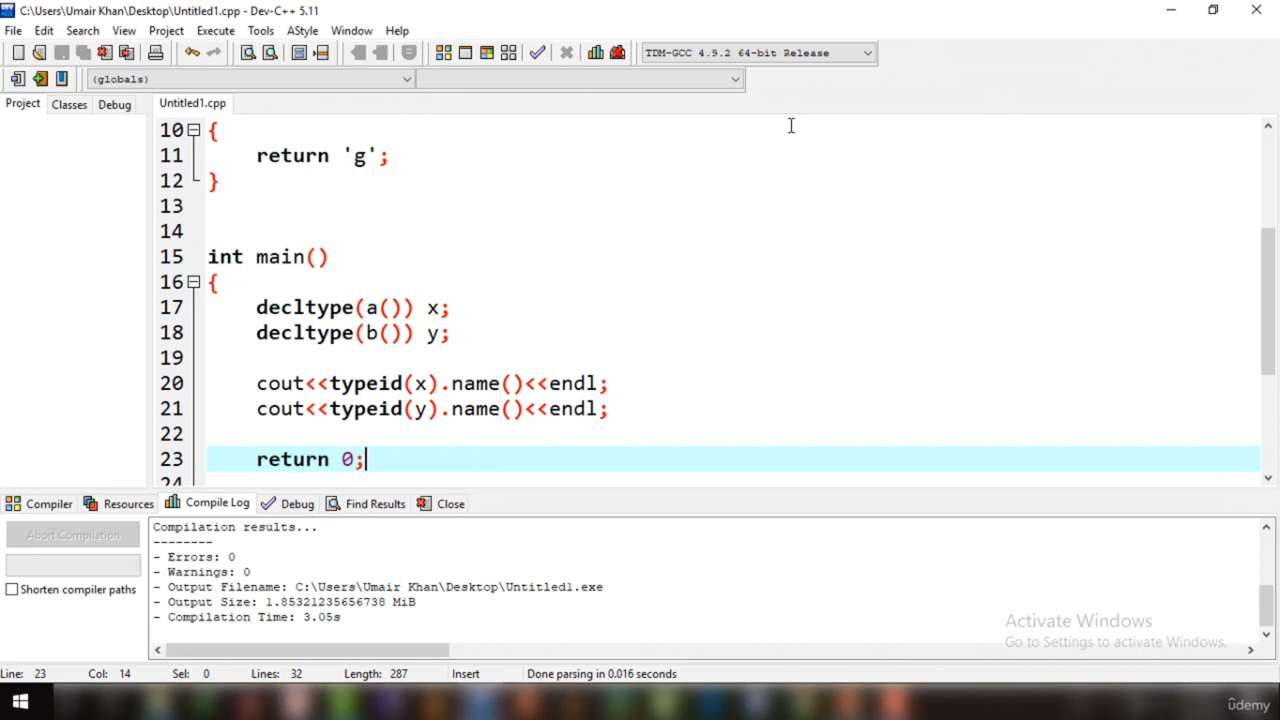 C:\Users\Umair Khan\Desktop\Untitled1.cpp - Dev-C++ 5.11
File Edit Search View Project Execute Tools AStyle Window Help
TDM-GCC 4.9.2 64-bit Release
(globals)
Project Classes Debug Untitled1.cpp
10 {
11 return 'g';
12 }
13
14
15 int main()
16 {
17 decltype(a()) x;
18 decltype(b()) y;
19
20 cout<<typeid(x).name()<<endl;
21 cout<<typeid(y).name()<<endl;
22
23 return 0;
24
Compiler Resources Compile Log Debug Find Results Close
Abort Compilation
Shorten compiler paths
Compilation results...
--------
- Errors: 0
- Warnings: 0
- Output Filename: C:\Users\Umair Khan\Desktop\Untitled1.exe
- Output Size: 1.85321235656738 MiB
- Compilation Time: 3.05s
Activate Windows
Go to Settings to activate Windows.
Line: 23 Col: 14 Sel: 0 Lines: 32 Length: 287 Insert Done parsing in 0.016 seconds
ûdemy